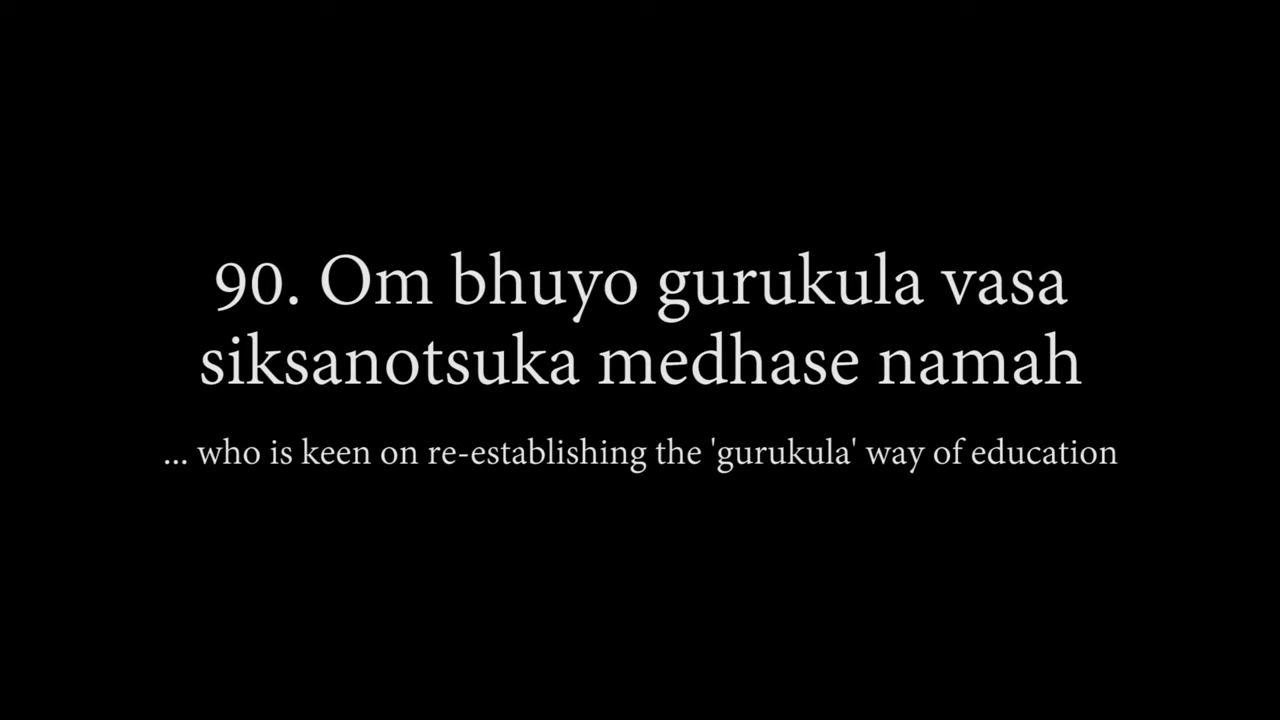 90. Om bhuyo gurukula vasa
siksanotsuka medhase namah
... who is keen on re-establishing the 'gurukula' way of education